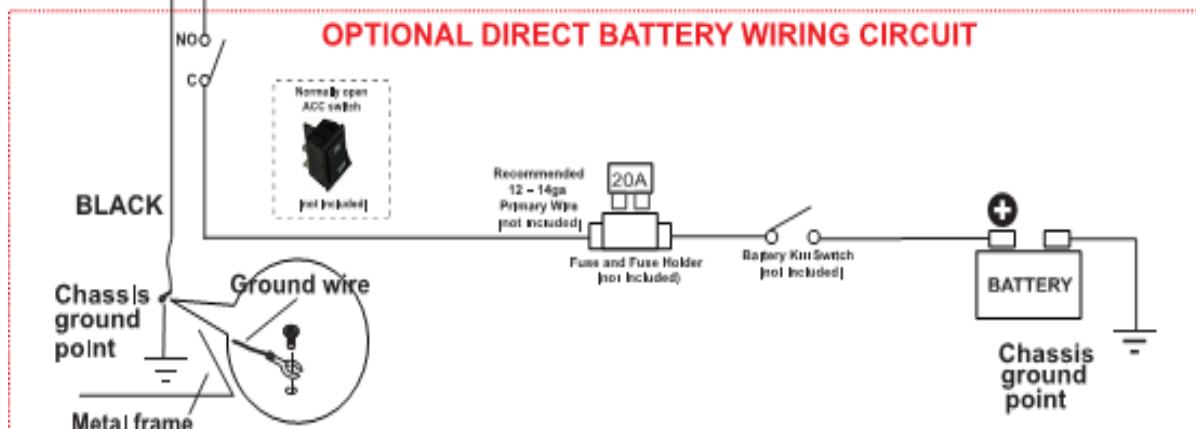 OPTIONAL DIRECT BATTERY WIRING CIRCUIT
NO
C
Normally open
ACC switch
(not Included)
BLACK
Recommended
12 – 14ga
Primary Wire
(not Included)
20A
Fuse and Fuse Holder
(not Included)
Battery Kill Switch
(not Included)
+
BATTERY
Chassis
ground
point
Ground wire
Chassis
ground
point
Metal frame